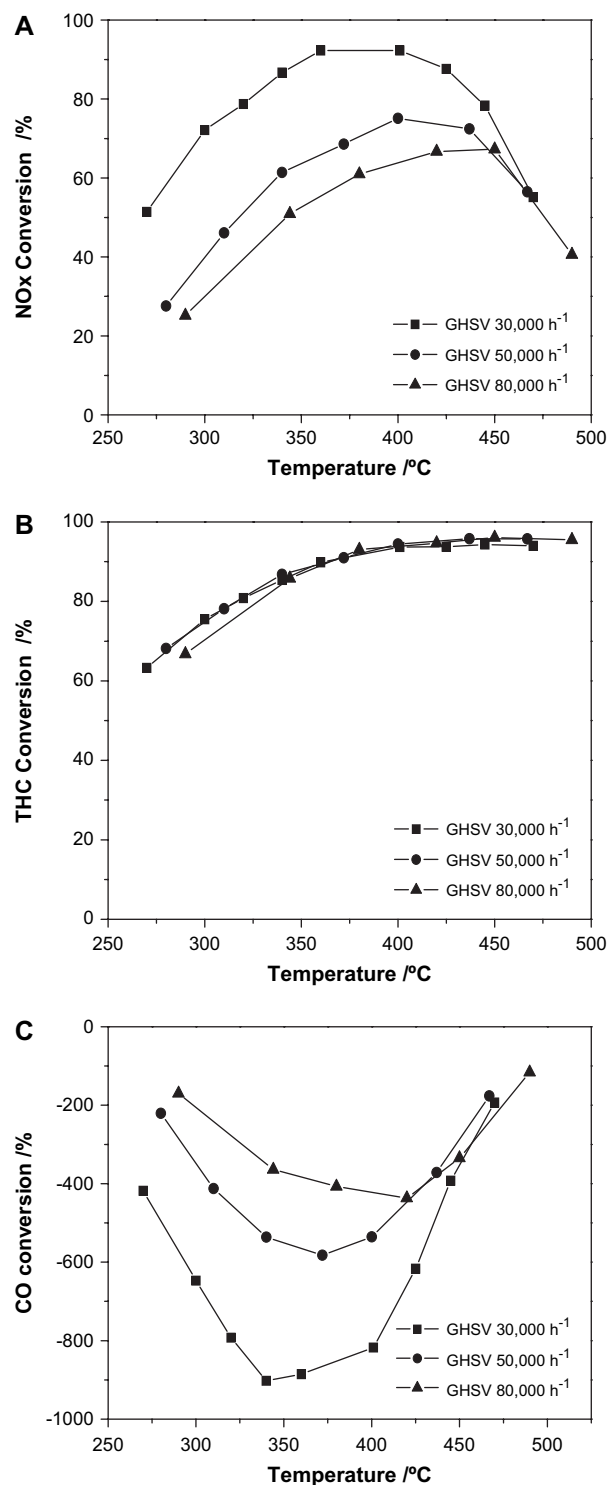 A
100
80
60
40
20
0
NOx Conversion /%
250 300 350 400 450 500
Temperature /ºC
GHSV 30,000 h⁻¹
GHSV 50,000 h⁻¹
GHSV 80,000 h⁻¹
B
100
80
60
40
20
0
THC Conversion /%
250 300 350 400 450 500
Temperature /ºC
GHSV 30,000 h⁻¹
GHSV 50,000 h⁻¹
GHSV 80,000 h⁻¹
C
0
-200
-400
-600
-800
-1000
CO conversion /%
250 300 350 400 450 500
Temperature /ºC
GHSV 30,000 h⁻¹
GHSV 50,000 h⁻¹
GHSV 80,000 h⁻¹